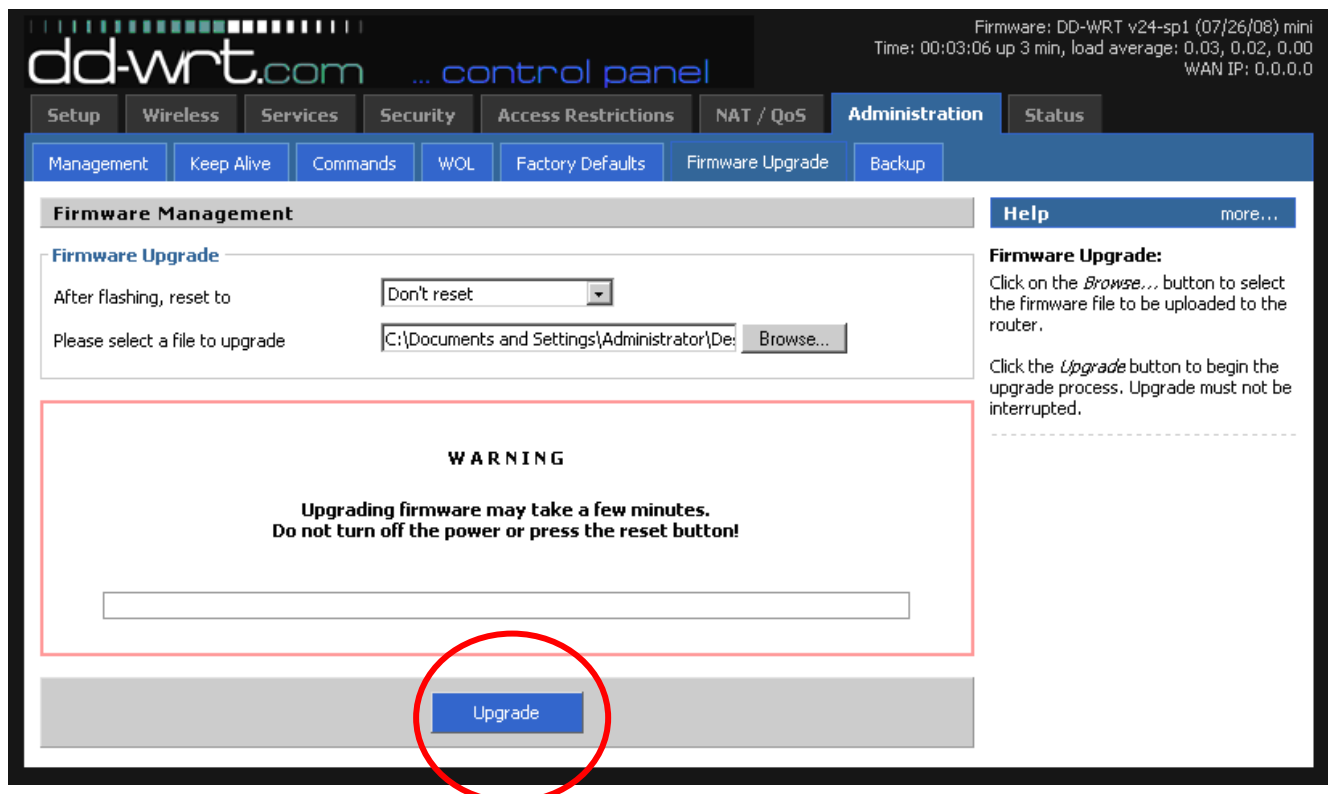 dd-wrt.com ... control panel
Firmware: DD-WRT v24-sp1 (07/26/08) mini
Time: 00:03:06 up 3 min, load average: 0.03, 0.02, 0.00
WAN IP: 0.0.0.0
Setup Wireless Services Security Access Restrictions NAT / QoS Administration Status
Management Keep Alive Commands WOL Factory Defaults Firmware Upgrade Backup
Firmware Management
Firmware Upgrade
After flashing, reset to Don't reset
Please select a file to upgrade C:\Documents and Settings\Administrator\De: Browse...
WARNING
Upgrading firmware may take a few minutes.
Do not turn off the power or press the reset button!
Upgrade
Help more...
Firmware Upgrade:
Click on the Browse... button to select
the firmware file to be uploaded to the
router.
Click the Upgrade button to begin the
upgrade process. Upgrade must not be
interrupted.